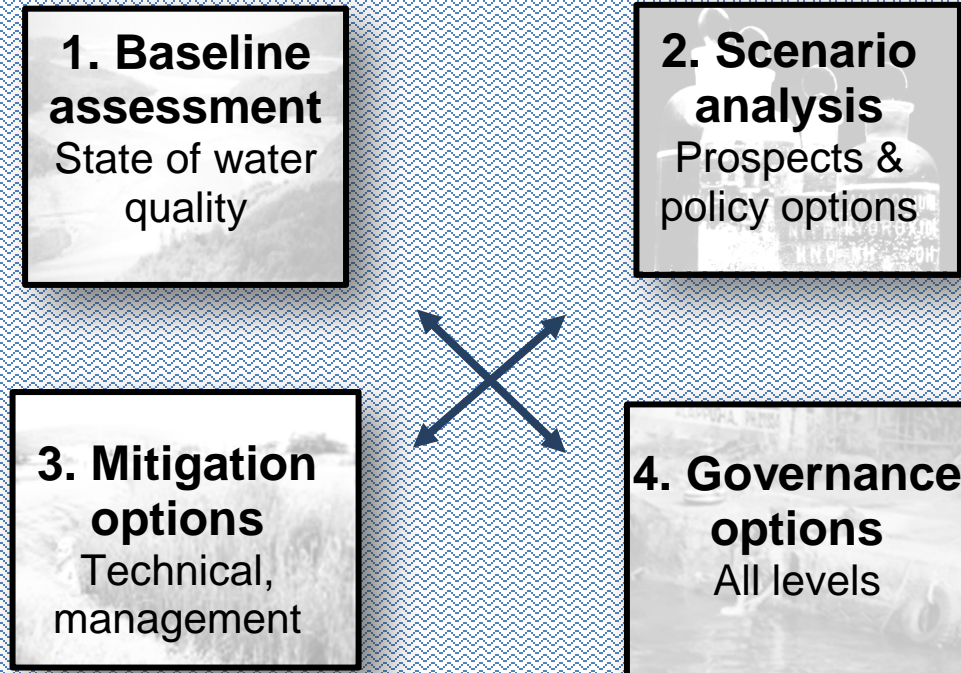 1. Baseline
assessment
State of water
quality
2. Scenario
analysis
Prospects &
policy options
3. Mitigation
options
Technical,
management
4. Governance
options
All levels